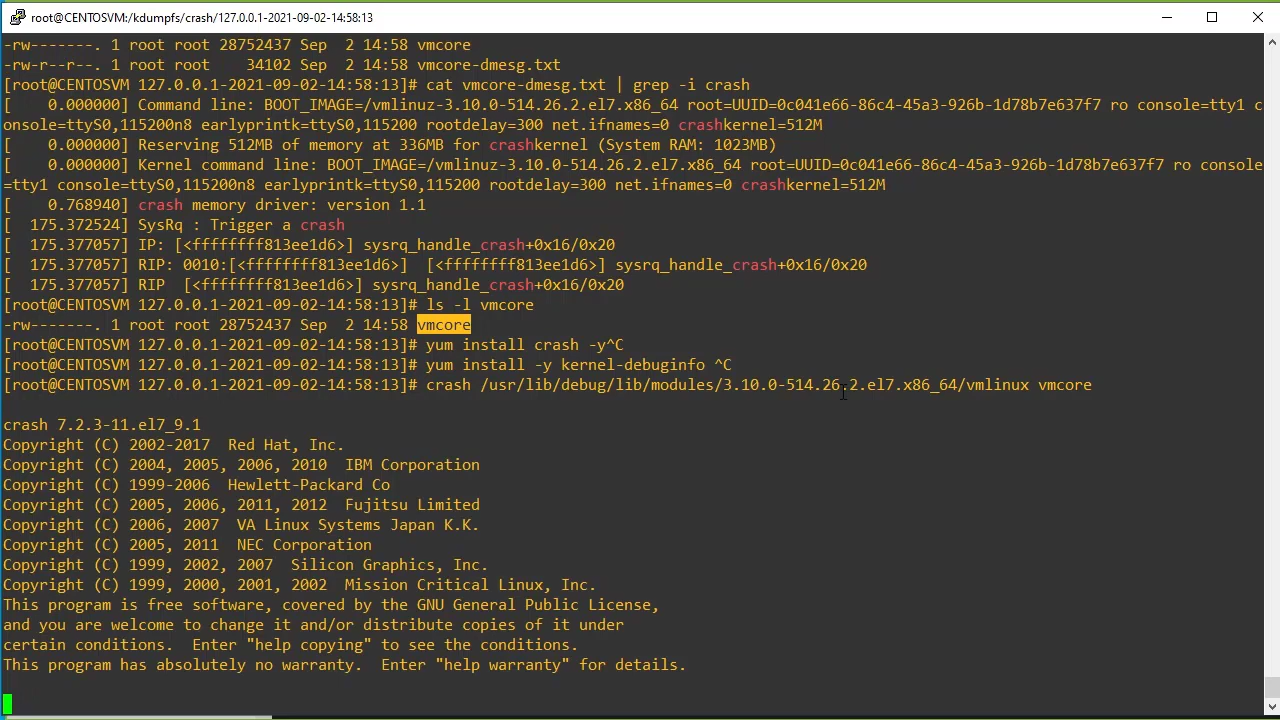 root@CENTOSVM:/kdumpfs/crash/127.0.0.1-2021-09-02-14:58:13
-rw-------. 1 root root 28752437 Sep  2 14:58 vmcore
-rw-r--r--. 1 root root    34102 Sep  2 14:58 vmcore-dmesg.txt
[root@CENTOSVM 127.0.0.1-2021-09-02-14:58:13]# cat vmcore-dmesg.txt | grep -i crash
[    0.000000] Command line: BOOT_IMAGE=/vmlinuz-3.10.0-514.26.2.el7.x86_64 root=UUID=0c041e66-86c4-45a3-926b-1d78b7e637f7 ro console=tty1 c
onsole=ttyS0,115200n8 earlyprintk=ttyS0,115200 rootdelay=300 net.ifnames=0 crashkernel=512M
[    0.000000] Reserving 512MB of memory at 336MB for crashkernel (System RAM: 1023MB)
[    0.000000] Kernel command line: BOOT_IMAGE=/vmlinuz-3.10.0-514.26.2.el7.x86_64 root=UUID=0c041e66-86c4-45a3-926b-1d78b7e637f7 ro console
=tty1 console=ttyS0,115200n8 earlyprintk=ttyS0,115200 rootdelay=300 net.ifnames=0 crashkernel=512M
[    0.768940] crash memory driver: version 1.1
[  175.372524] SysRq : Trigger a crash
[  175.377057] IP: [<ffffffff813ee1d6>] sysrq_handle_crash+0x16/0x20
[  175.377057] RIP: 0010:[<ffffffff813ee1d6>]  [<ffffffff813ee1d6>] sysrq_handle_crash+0x16/0x20
[  175.377057] RIP  [<ffffffff813ee1d6>] sysrq_handle_crash+0x16/0x20
[root@CENTOSVM 127.0.0.1-2021-09-02-14:58:13]# ls -l vmcore
-rw-------. 1 root root 28752437 Sep  2 14:58 vmcore
[root@CENTOSVM 127.0.0.1-2021-09-02-14:58:13]# yum install crash -y^C
[root@CENTOSVM 127.0.0.1-2021-09-02-14:58:13]# yum install -y kernel-debuginfo ^C
[root@CENTOSVM 127.0.0.1-2021-09-02-14:58:13]# crash /usr/lib/debug/lib/modules/3.10.0-514.26.2.el7.x86_64/vmlinux vmcore
crash 7.2.3-11.el7_9.1
Copyright (C) 2002-2017  Red Hat, Inc.
Copyright (C) 2004, 2005, 2006, 2010  IBM Corporation
Copyright (C) 1999-2006  Hewlett-Packard Co
Copyright (C) 2005, 2006, 2011, 2012  Fujitsu Limited
Copyright (C) 2006, 2007  VA Linux Systems Japan K.K.
Copyright (C) 2005, 2011  NEC Corporation
Copyright (C) 1999, 2002, 2007  Silicon Graphics, Inc.
Copyright (C) 1999, 2000, 2001, 2002  Mission Critical Linux, Inc.
This program is free software, covered by the GNU General Public License,
and you are welcome to change it and/or distribute copies of it under
certain conditions.  Enter "help copying" to see the conditions.
This program has absolutely no warranty.  Enter "help warranty" for details.